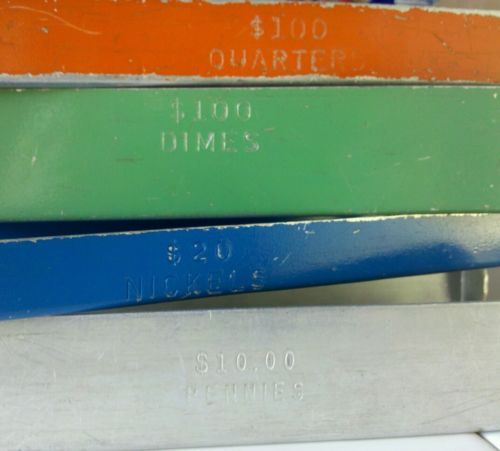 $100
QUARTERS
$100
DIMES
$20
NICKELS
$10.00
PENNIES